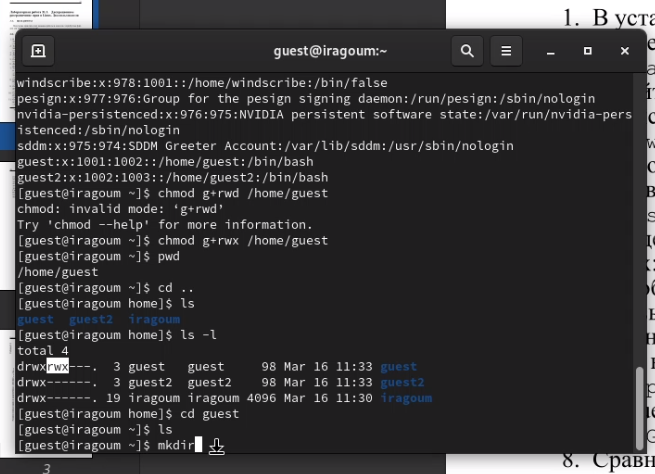 1. В уста
guest@iragoum:~
windscribe:x:978:1001::/home/windscribe:/bin/false
pesign:x:977:976:Group for the pesign signing daemon:/run/pesign:/sbin/nologin
nvidia-persistenced:x:976:975:NVIDIA persistent software state:/var/run/nvidia-pers
istenced:/sbin/nologin
sddm:x:975:974:SDDM Greeter Account:/var/lib/sddm:/usr/sbin/nologin
guest:x:1001:1002::/home/guest:/bin/bash
guest2:x:1002:1003::/home/guest2:/bin/bash
[guest@iragoum ~]$ chmod g+rwd /home/guest
chmod: invalid mode: ‘g+rwd’
Try 'chmod --help' for more information.
[guest@iragoum ~]$ chmod g+rwx /home/guest
[guest@iragoum ~]$ pwd
/home/guest
[guest@iragoum ~]$ cd ..
[guest@iragoum home]$ ls
guest guest2 iragoum
[guest@iragoum home]$ ls -l
total 4
drwxrwx---. 3 guest guest 98 Mar 16 11:33 guest
drwx------. 3 guest2 guest2 98 Mar 16 11:33 guest2
drwx------. 19 iragoum iragoum 4096 Mar 16 11:30 iragoum
[guest@iragoum home]$ cd guest
[guest@iragoum ~]$ ls
[guest@iragoum ~]$ mkdir
3
8. Сравн